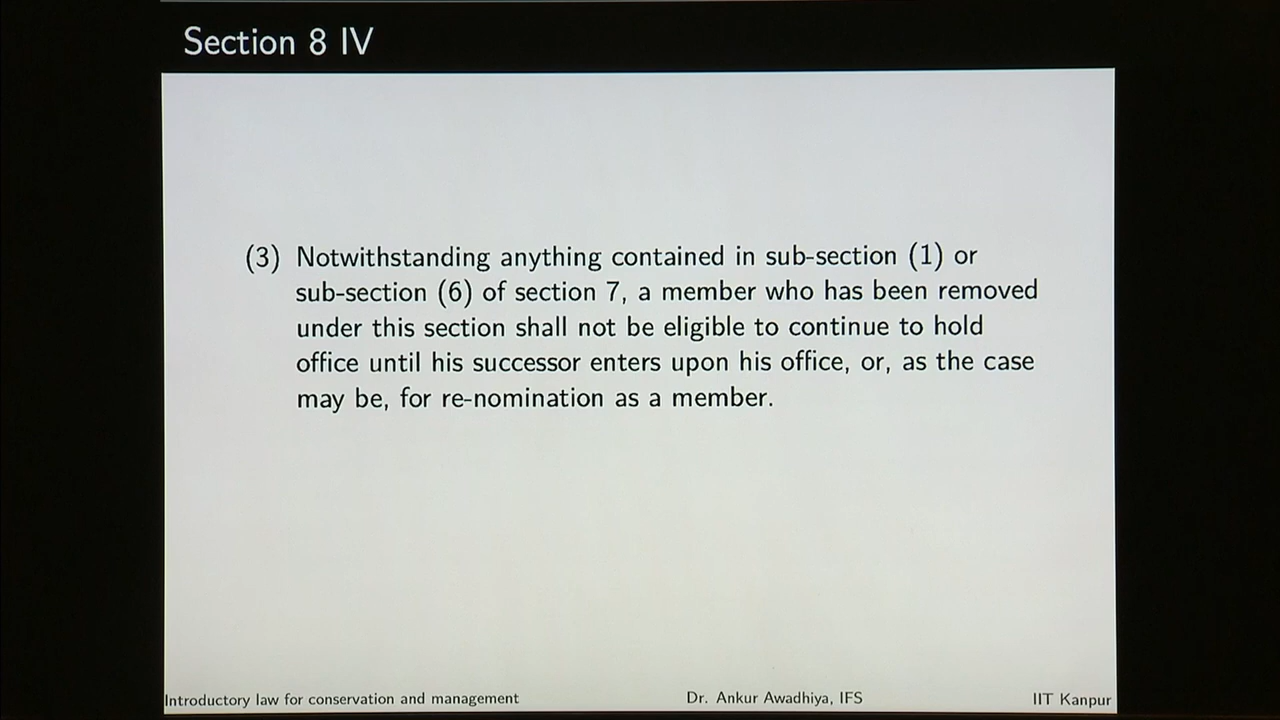 Section 8 IV
(3) Notwithstanding anything contained in sub-section (1) or
sub-section (6) of section 7, a member who has been removed
under this section shall not be eligible to continue to hold
office until his successor enters upon his office, or, as the case
may be, for re-nomination as a member.
Introductory law for conservation and management Dr. Ankur Awadhiya, IFS IIT Kanpur